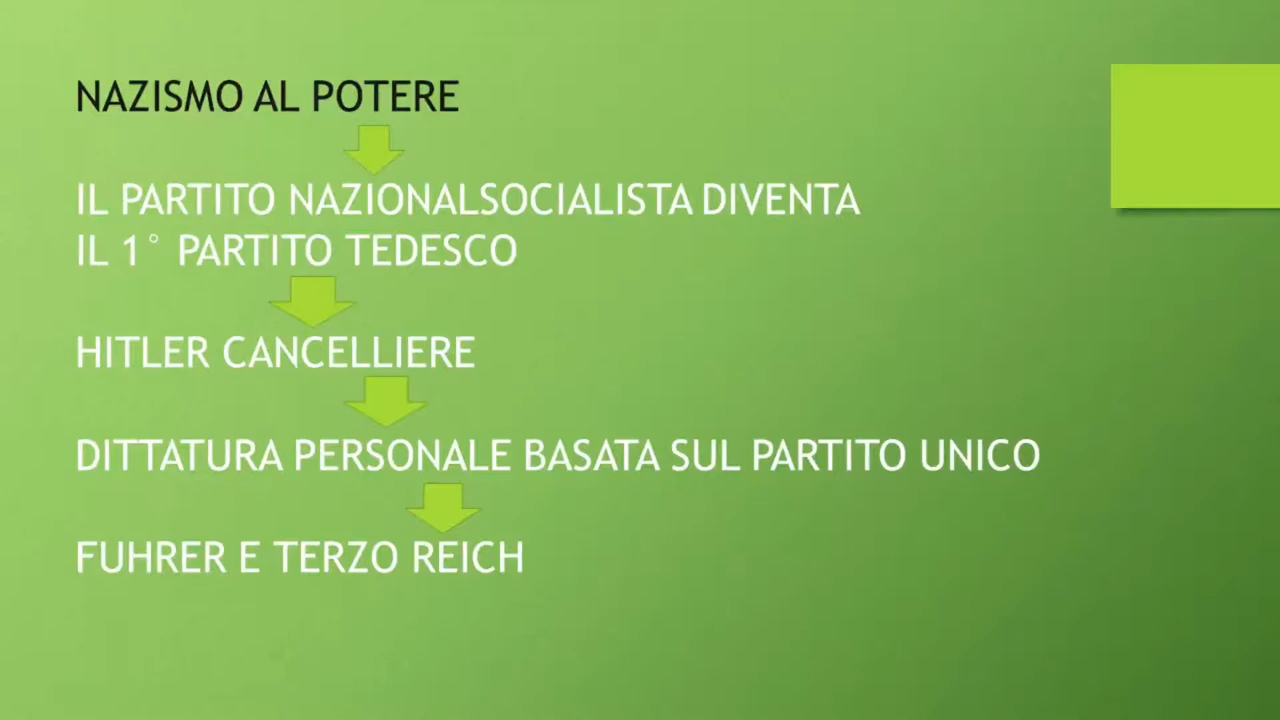 NAZISMO AL POTERE
IL PARTITO NAZIONALSOCIALISTA DIVENTA
IL 1° PARTITO TEDESCO
HITLER CANCELLIERE
DITTATURA PERSONALE BASATA SUL PARTITO UNICO
FUHRER E TERZO REICH